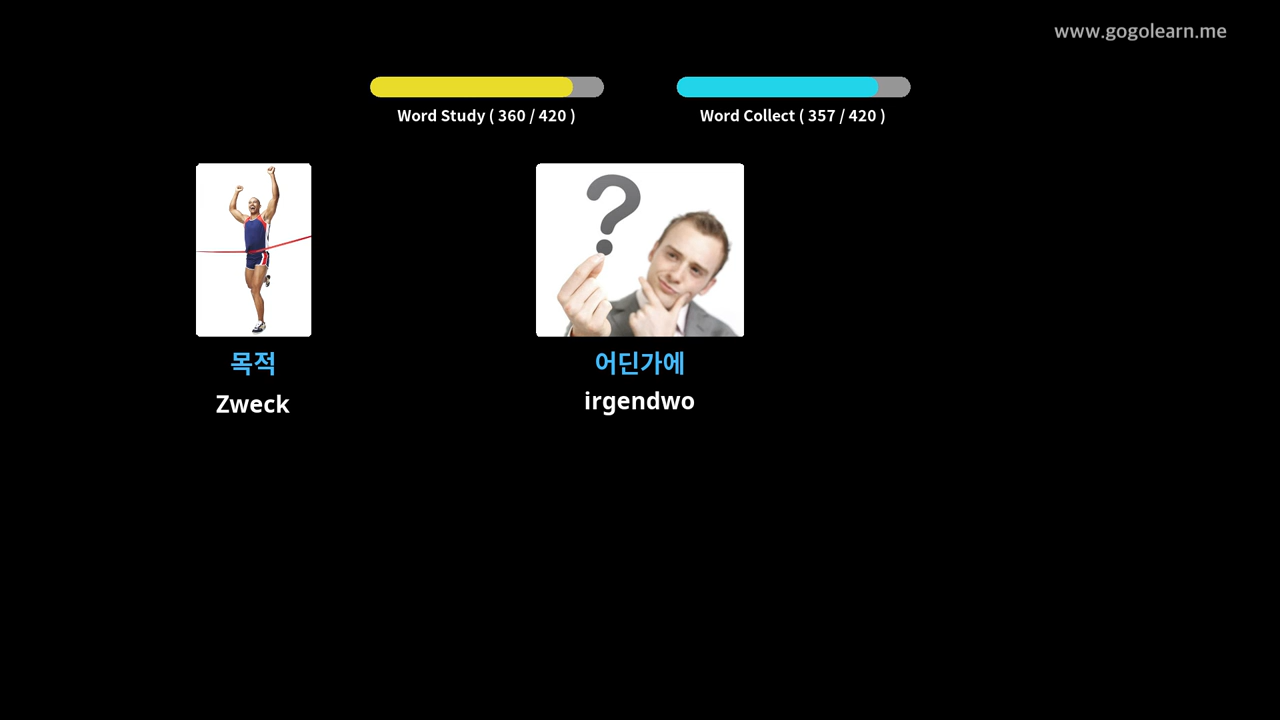 www.gogolearn.me
Word Study ( 360 / 420 )
Word Collect ( 357 / 420 )
목적
Zweck
어딘가에
irgendwo